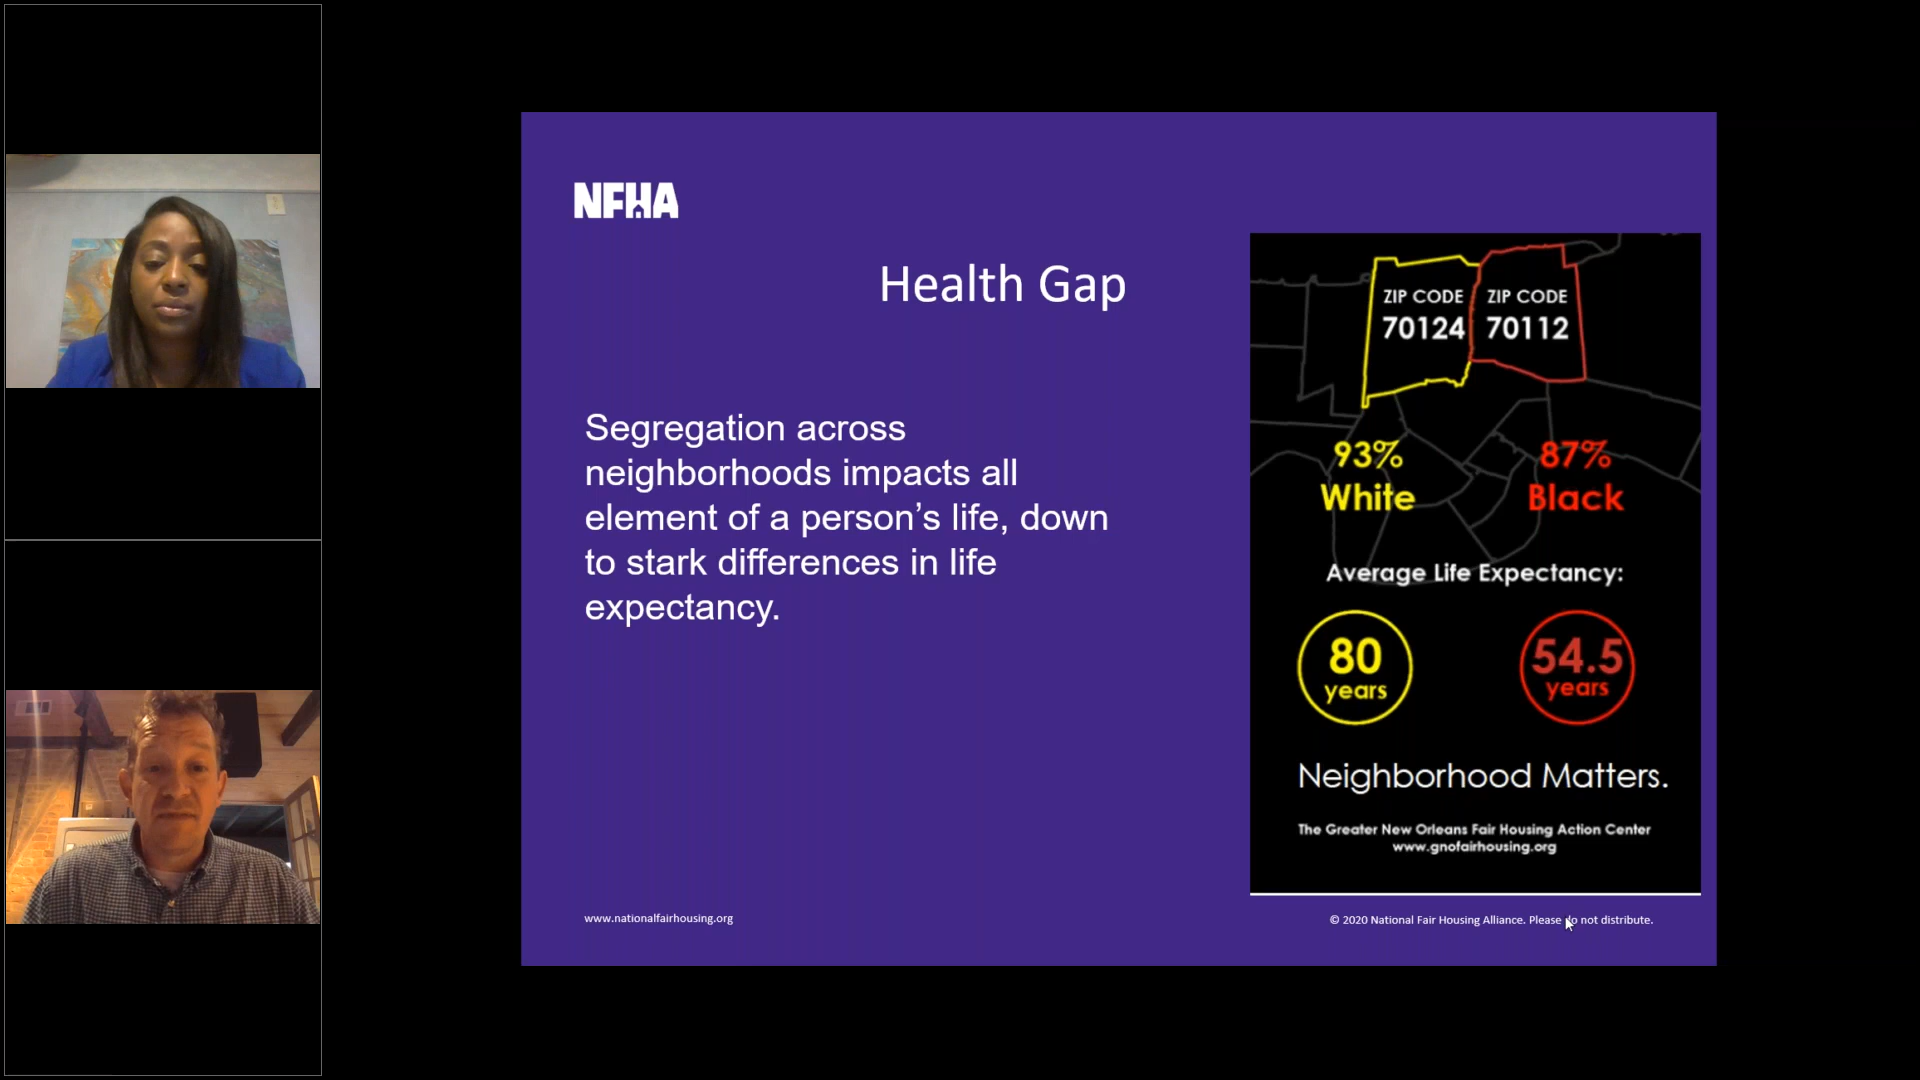 NFHA
Health Gap
Segregation across
neighborhoods impacts all
element of a person’s life, down
to stark differences in life
expectancy.
ZIP CODE ZIP CODE
70124 70112
93% 87%
White Black
Average Life Expectancy:
80 54.5
years years
Neighborhood Matters.
The Greater New Orleans Fair Housing Action Center
www.gnofairhousing.org
www.nationalfairhousing.org
© 2020 National Fair Housing Alliance. Please do not distribute.